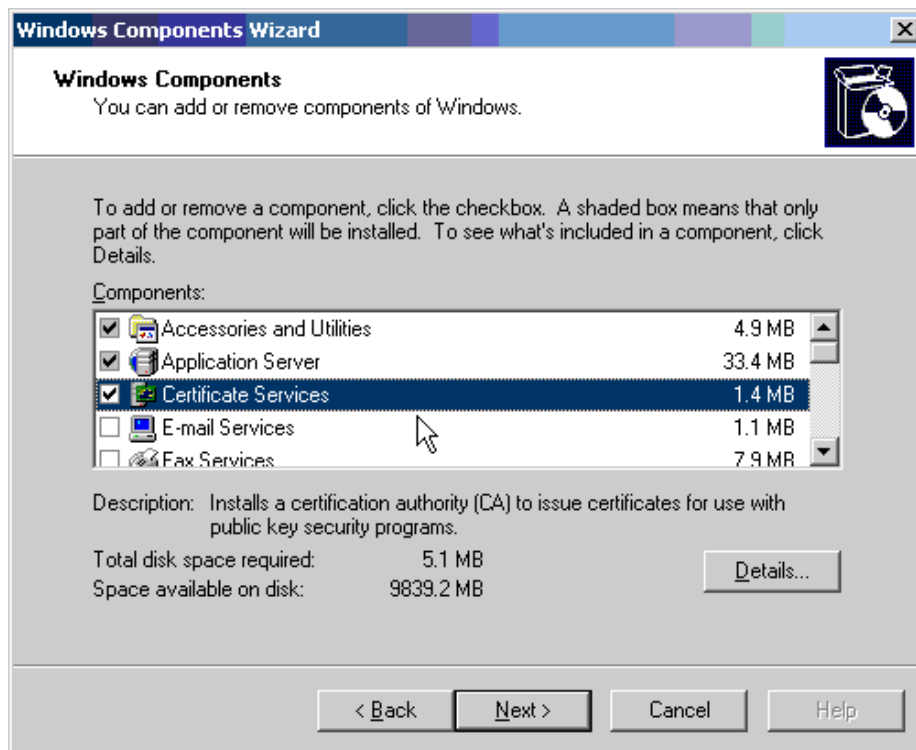 Windows Components Wizard
Windows Components
You can add or remove components of Windows.
To add or remove a component, click the checkbox. A shaded box means that only
part of the component will be installed. To see what's included in a component, click
Details.
Components:
Accessories and Utilities 4.9 MB
Application Server 33.4 MB
Certificate Services 1.4 MB
E-mail Services 1.1 MB
Fax Services 7.9 MB
Description: Installs a certification authority (CA) to issue certificates for use with
public key security programs.
Total disk space required: 5.1 MB
Space available on disk: 9839.2 MB
Details...
< Back Next > Cancel Help